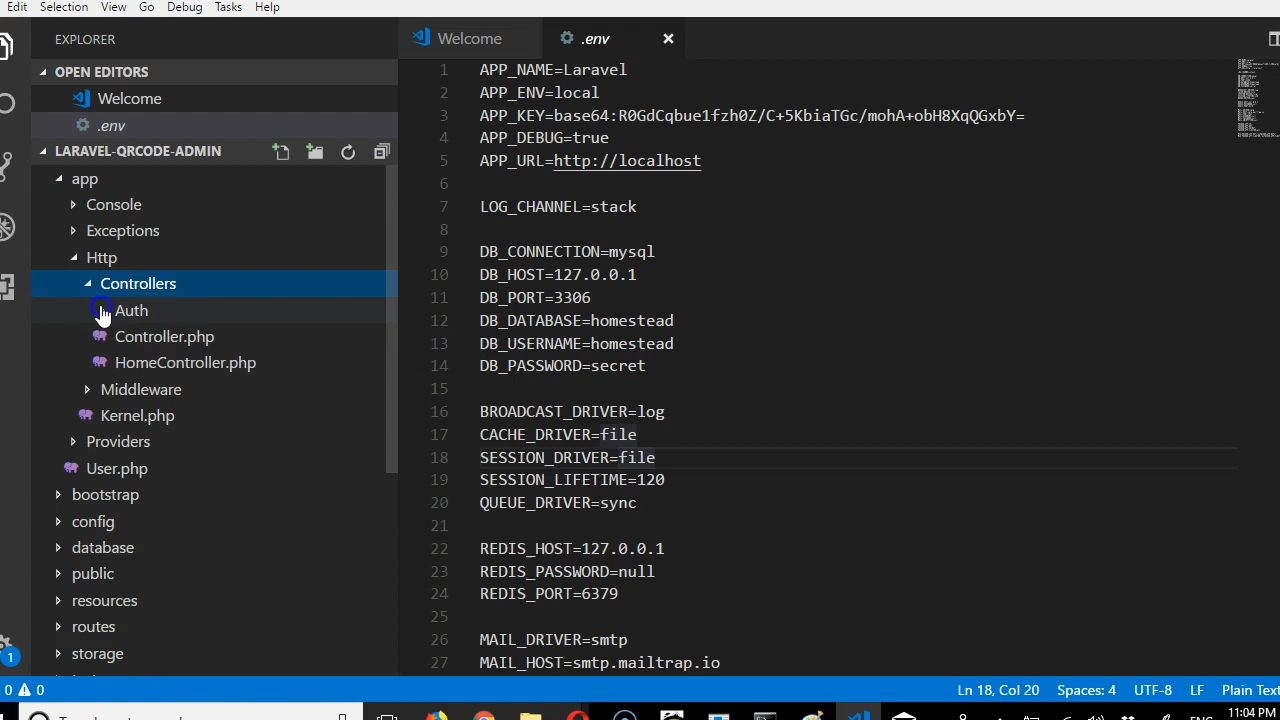 Edit Selection View Go Debug Tasks Help
EXPLORER
OPEN EDITORS
Welcome
.env
LARAVEL-QRCODE-ADMIN
app
Console
Exceptions
Http
Controllers
Auth
Controller.php
HomeController.php
Middleware
Kernel.php
Providers
User.php
bootstrap
config
database
public
resources
routes
storage
Welcome
.env
1 APP_NAME=Laravel
2 APP_ENV=local
3 APP_KEY=base64:R0GdCqbue1fzh0Z/C+5KbiaTGc/mohA+obH8XqQGxbY=
4 APP_DEBUG=true
5 APP_URL=http://localhost
6
7 LOG_CHANNEL=stack
8
9 DB_CONNECTION=mysql
10 DB_HOST=127.0.0.1
11 DB_PORT=3306
12 DB_DATABASE=homestead
13 DB_USERNAME=homestead
14 DB_PASSWORD=secret
15
16 BROADCAST_DRIVER=log
17 CACHE_DRIVER=file
18 SESSION_DRIVER=file
19 SESSION_LIFETIME=120
20 QUEUE_DRIVER=sync
21
22 REDIS_HOST=127.0.0.1
23 REDIS_PASSWORD=null
24 REDIS_PORT=6379
25
26 MAIL_DRIVER=smtp
27 MAIL_HOST=smtp.mailtrap.io
1
0 0 Ln 18, Col 20 Spaces: 4 UTF-8 LF Plain Text
11:04 PM